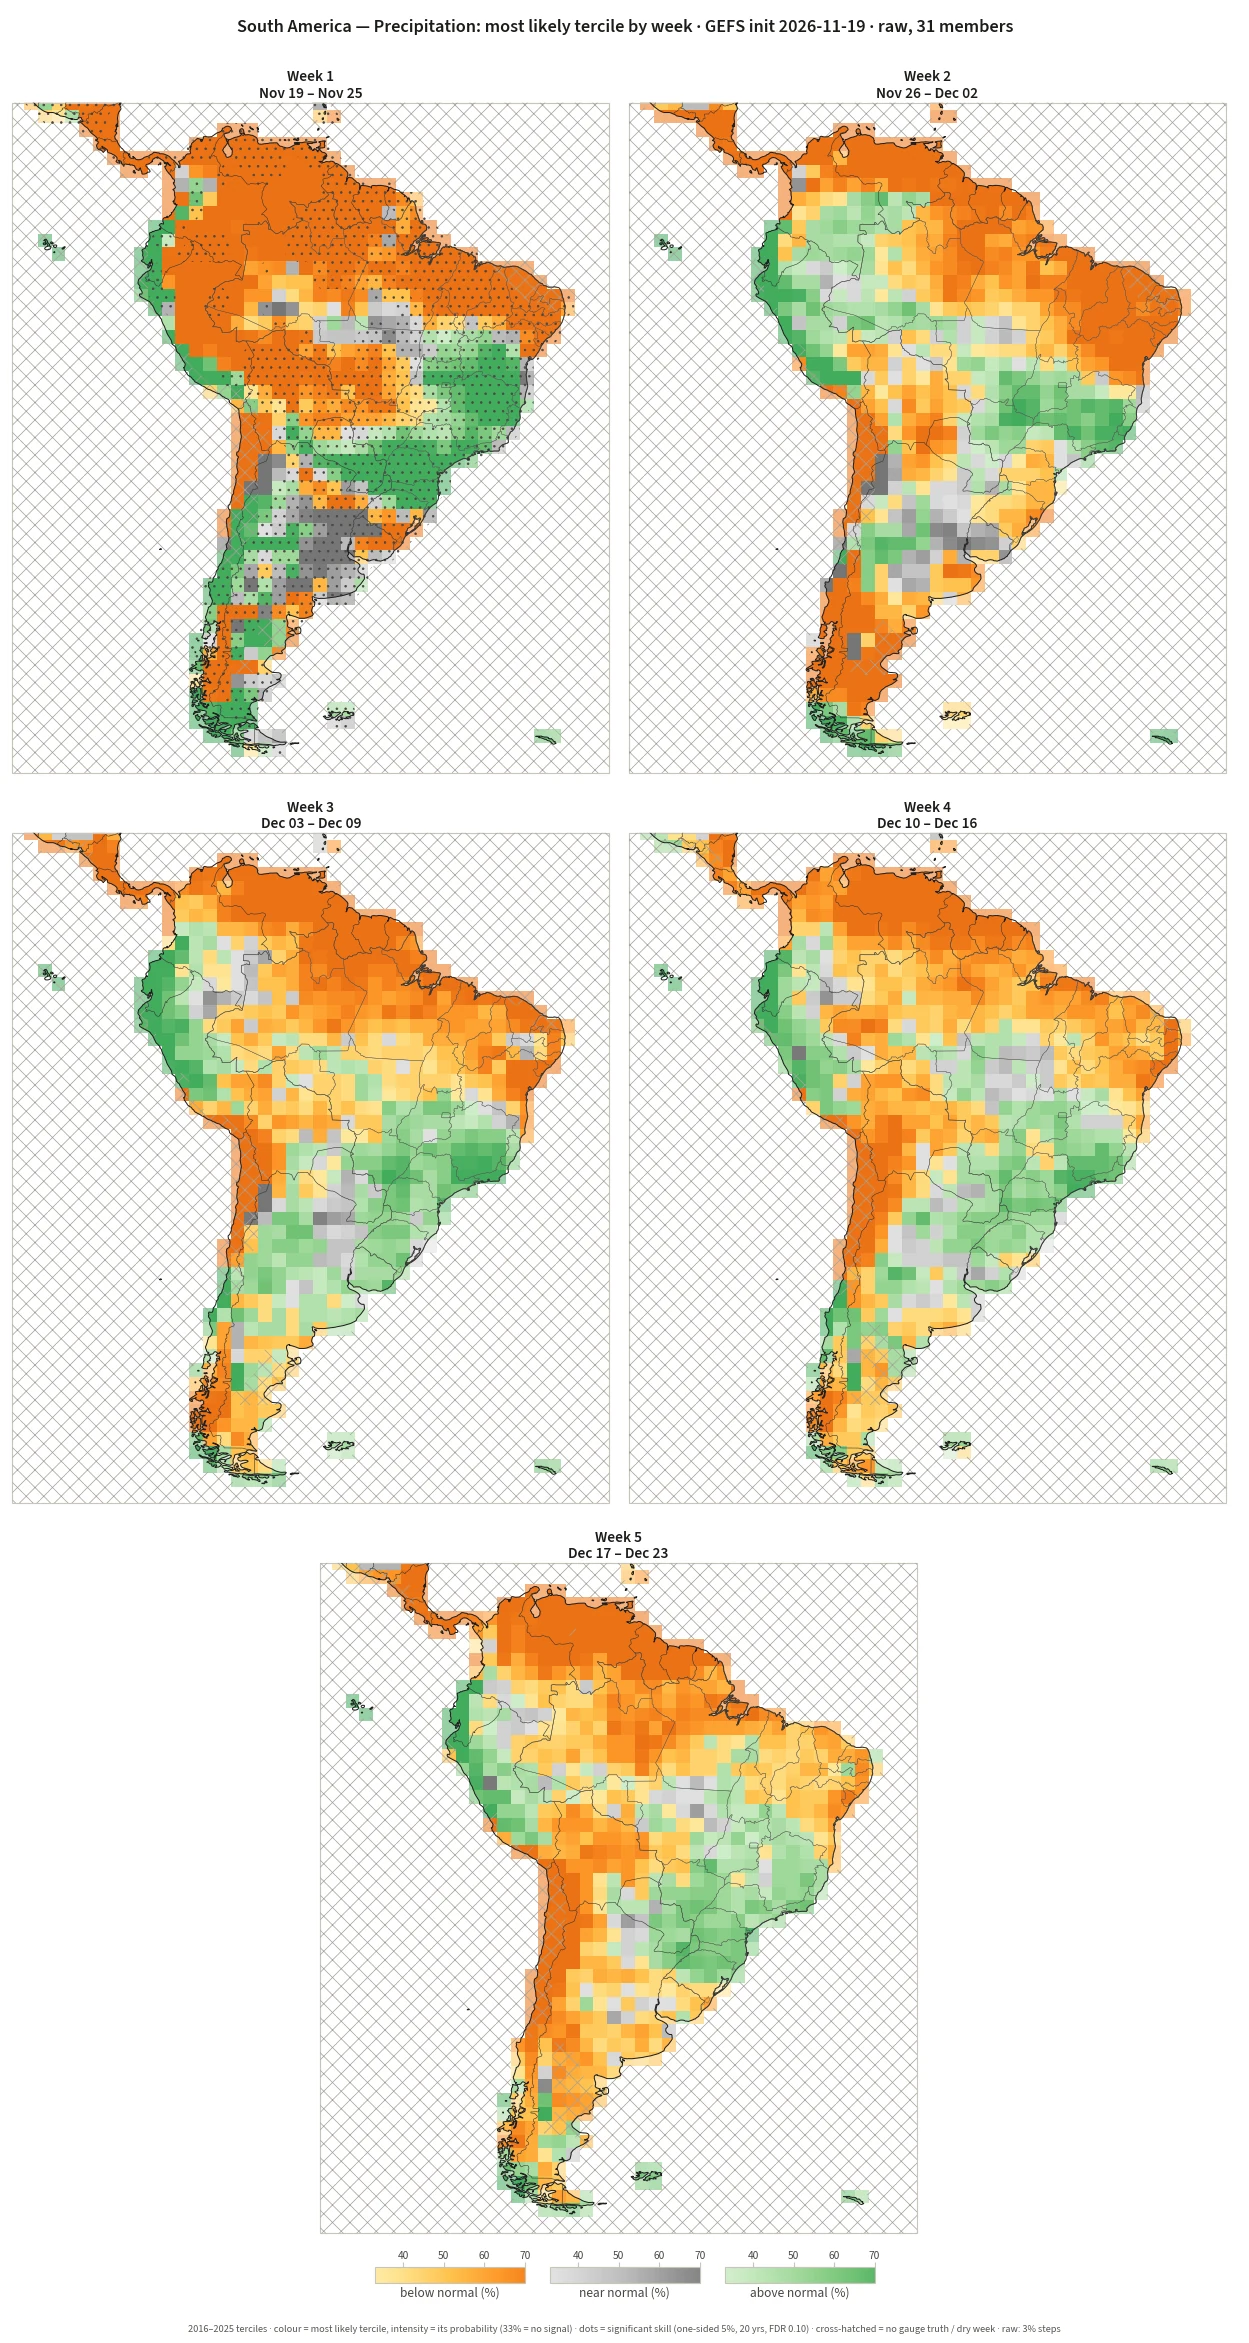 South America — Precipitation: most likely tercile by week · GEFS init 2026-11-19 · raw, 31 members
Week 1
Nov 19 – Nov 25
Week 2
Nov 26 – Dec 02
Week 3
Dec 03 – Dec 09
Week 4
Dec 10 – Dec 16
Week 5
Dec 17 – Dec 23
40 50 60 70
below normal (%)
40 50 60 70
near normal (%)
40 50 60 70
above normal (%)
2016–2025 terciles · colour = most likely tercile, intensity = its probability (33% = no signal) · dots = significant skill (one-sided 5%, 20 yrs, FDR 0.10) · cross-hatched = no gauge truth / dry week · raw: 3% steps